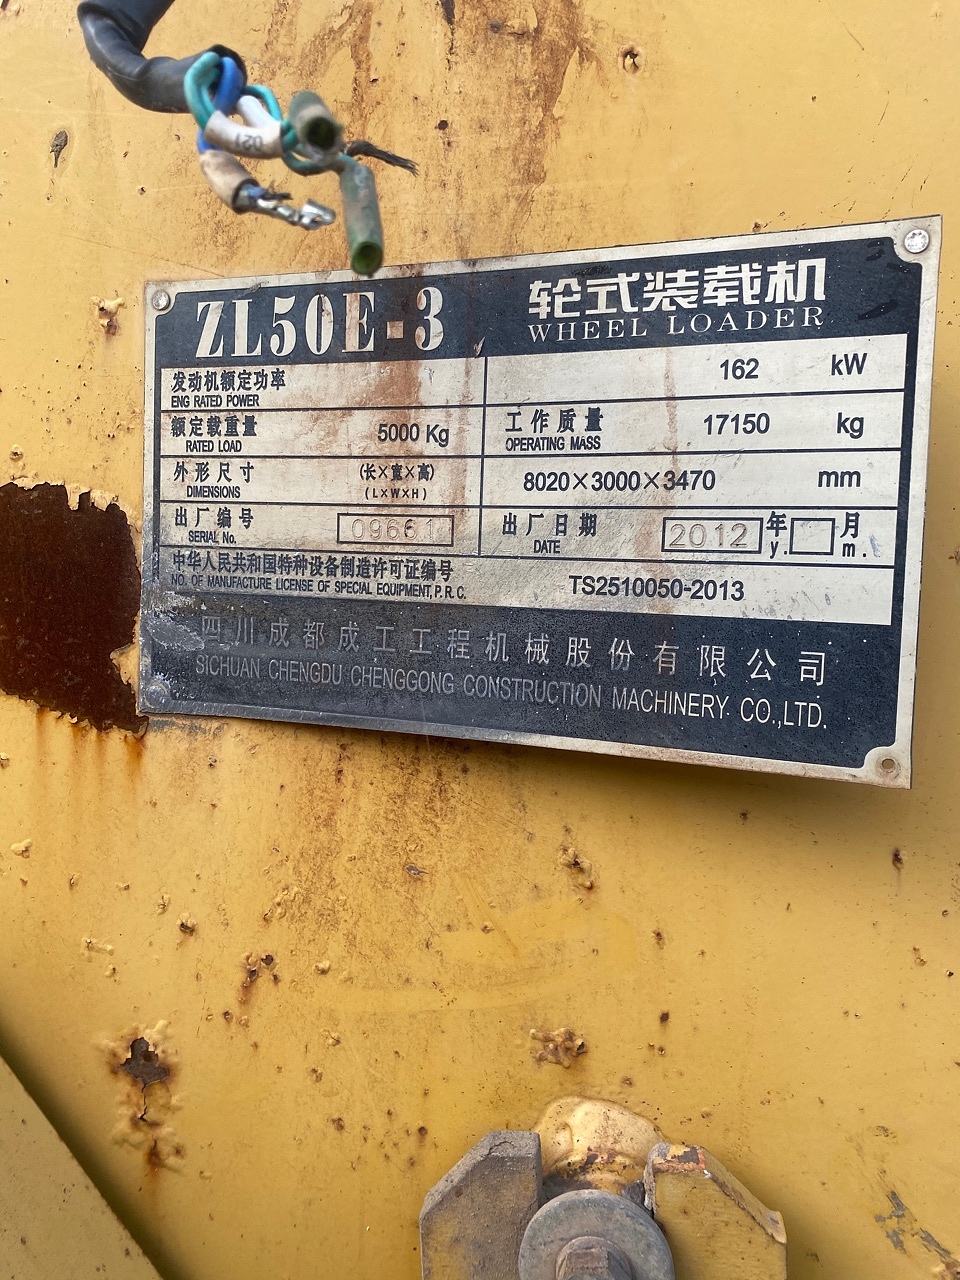 021
ZL50E-3
轮式装载机
WHEEL LOADER
发动机额定功率
ENG RATED POWER
162 kW
额定载重量
RATED LOAD
5000 Kg
工作质量
OPERATING MASS
17150 kg
外形尺寸
DIMENSIONS
(长×宽×高)
(L×W×H)
8020×3000×3470 mm
出厂编号
SERIAL No.
09661
出厂日期
DATE
2012 年 月
y. m.
中华人民共和国特种设备制造许可证编号
NO. OF MANUFACTURE LICENSE OF SPECIAL EQUIPMENT, P. R. C.
TS2510050-2013
四川成都成工工程机械股份有限公司
SICHUAN CHENGDU CHENGGONG CONSTRUCTION MACHINERY CO.,LTD.